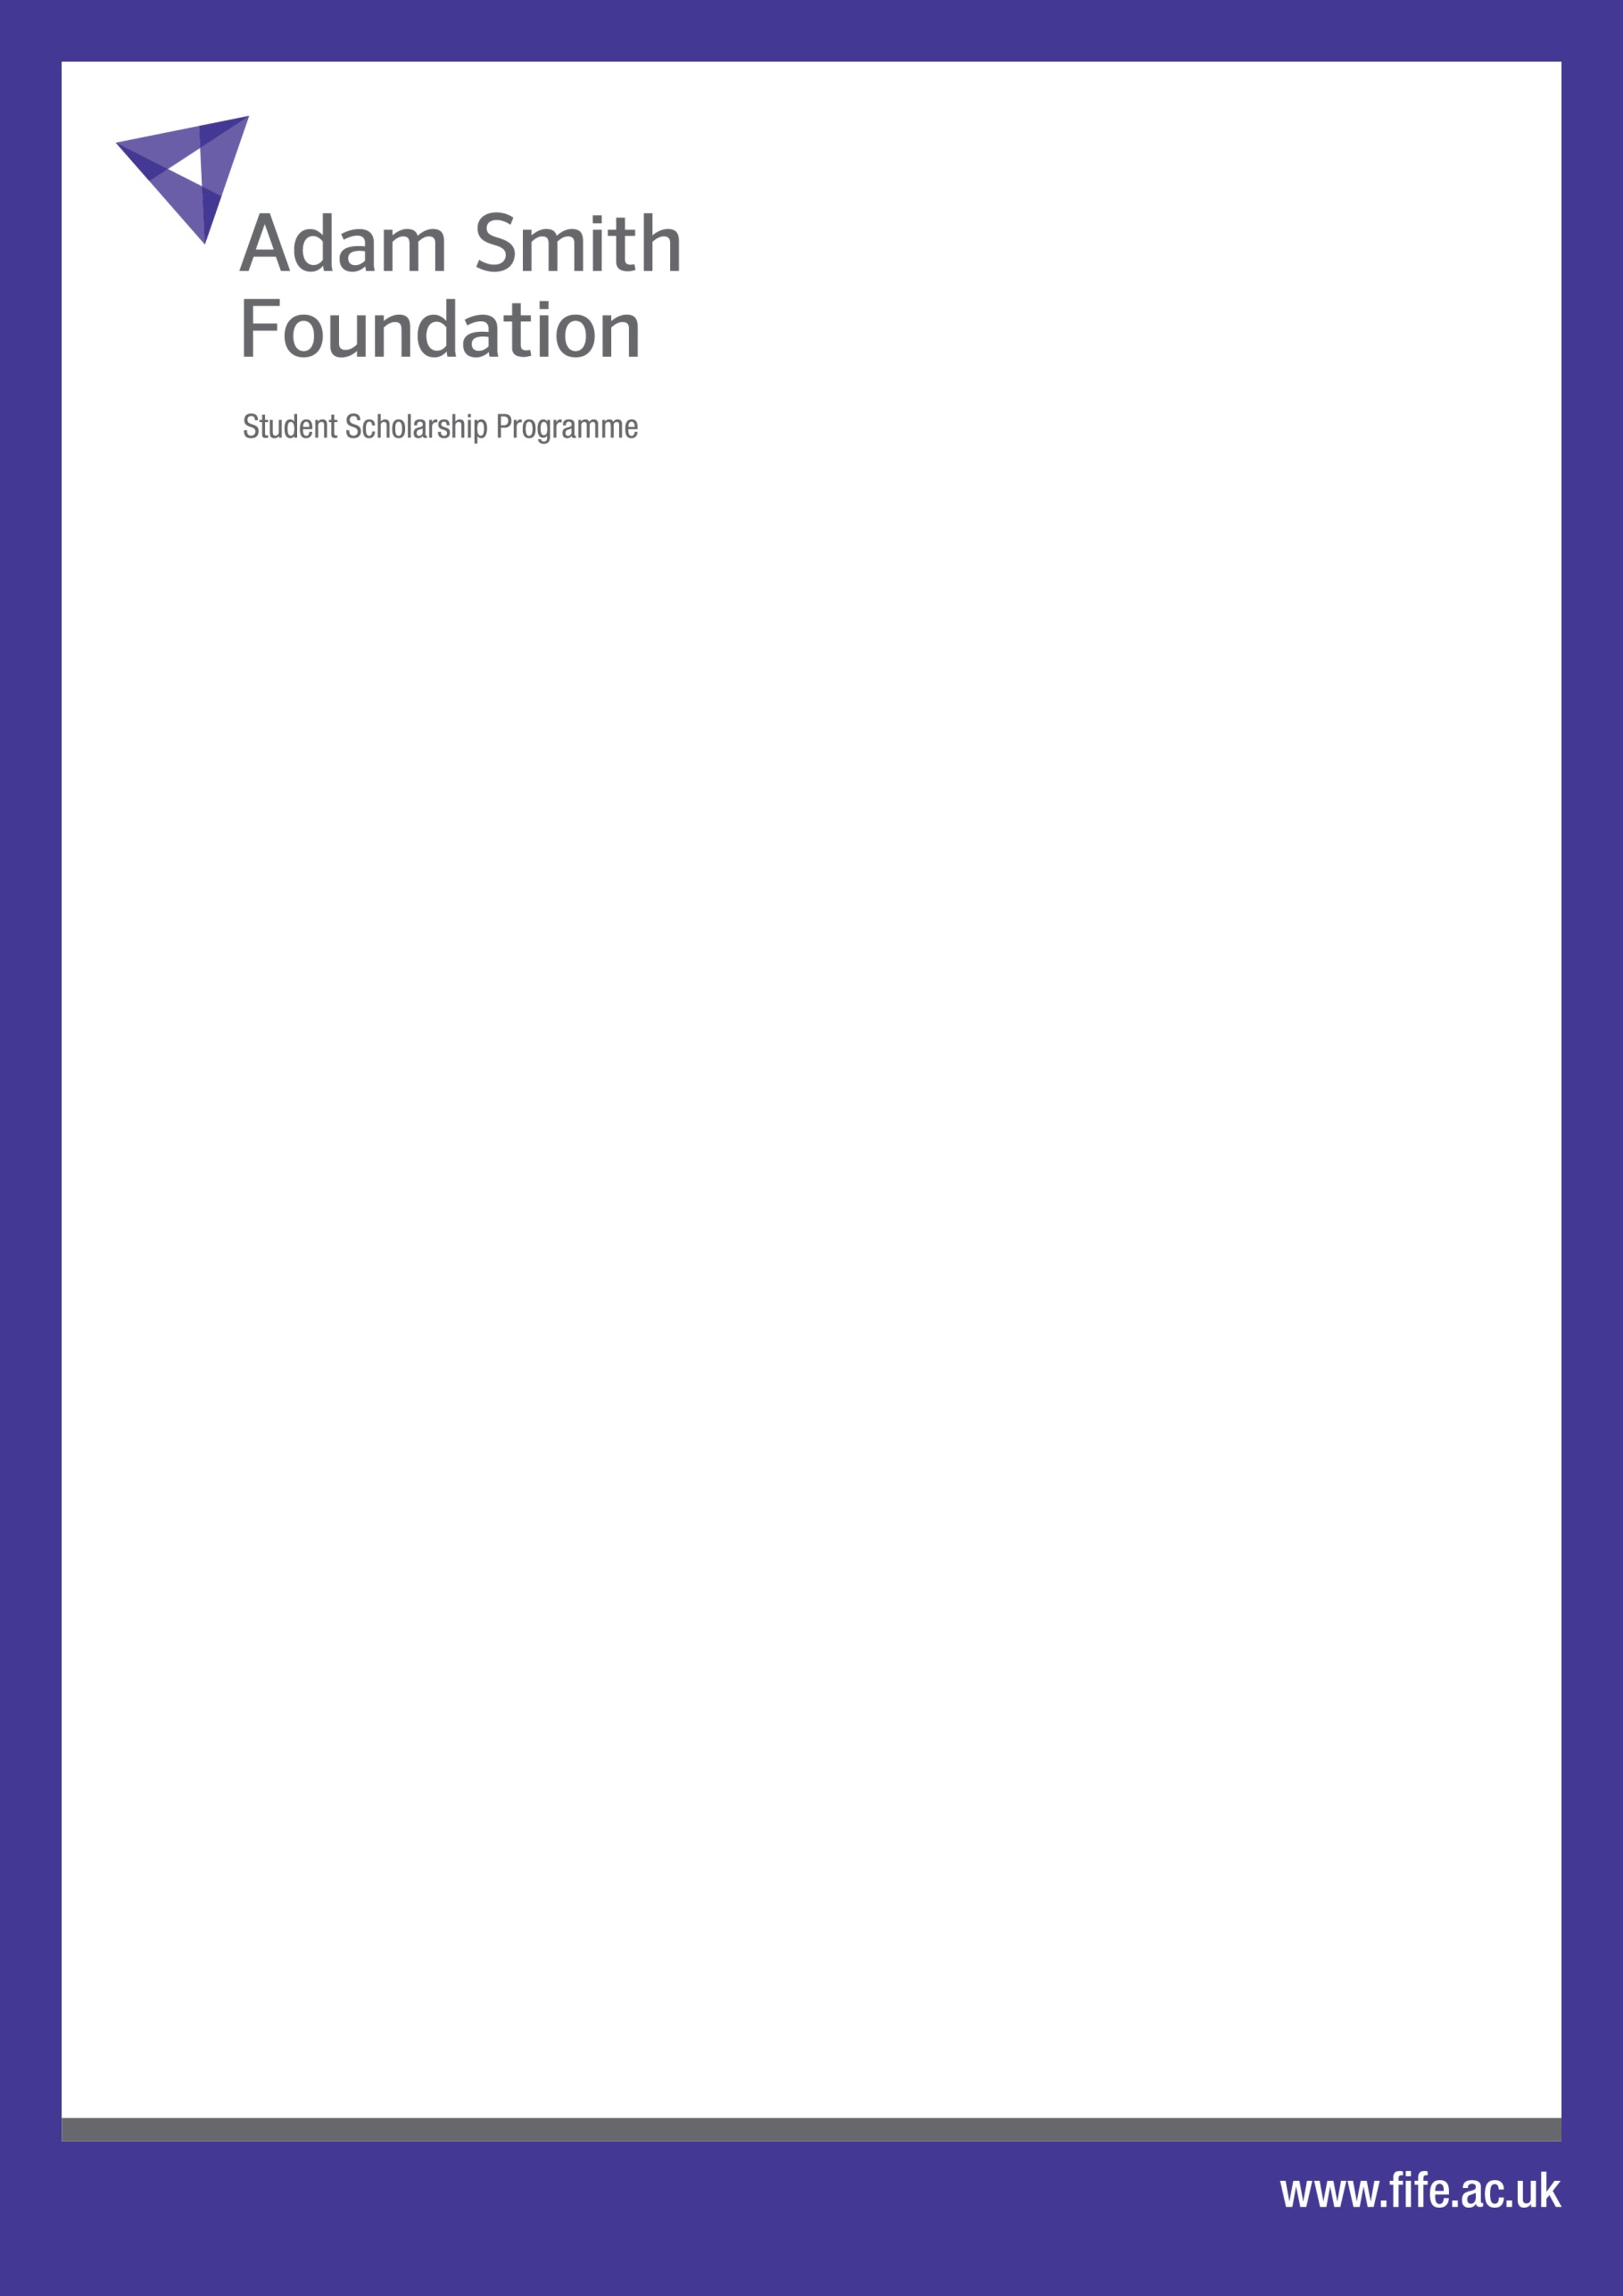 Adam Smith
Foundation
Student Scholarship Programme
www.fife.ac.uk